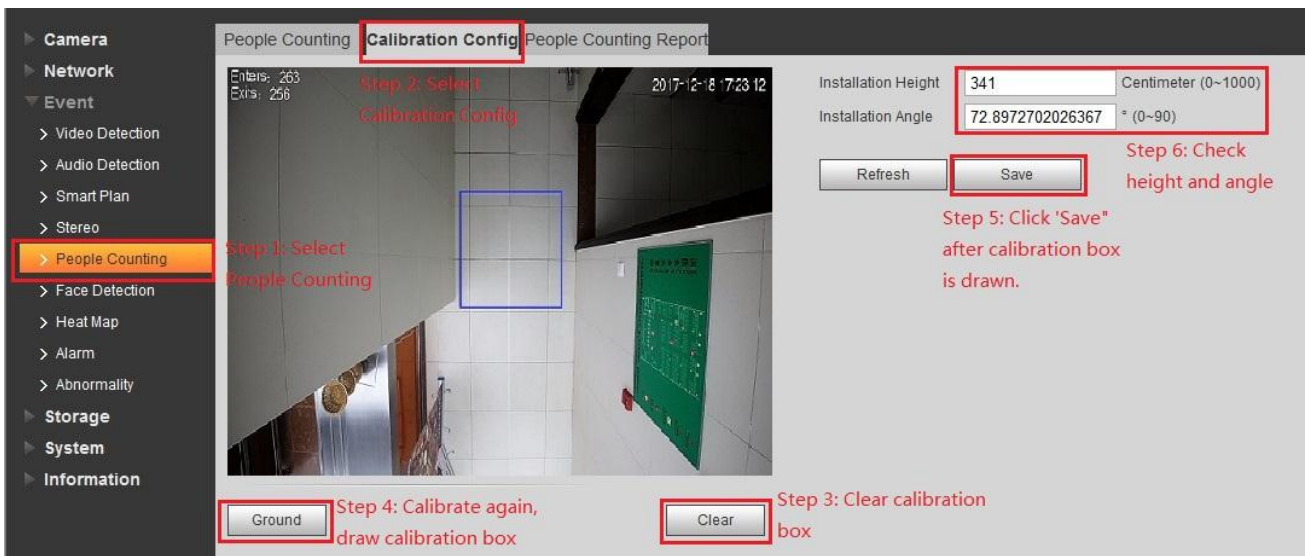 Camera
Network
Event
Video Detection
Audio Detection
Smart Plan
Stereo
People Counting
Face Detection
Heat Map
Alarm
Abnormality
Storage
System
Information
People Counting
Calibration Config
People Counting Report
Enters: 263
Exits: 256
2017-12-18 17:23:12
Step 2: Select
Calibration Config
Step 1: Select
People Counting
Installation Height
341
Centimeter (0~1000)
Installation Angle
72.8972702026367
° (0~90)
Step 6: Check
height and angle
Refresh
Save
Step 5: Click 'Save"
after calibration box
is drawn.
Ground
Step 4: Calibrate again,
draw calibration box
Clear
Step 3: Clear calibration
box